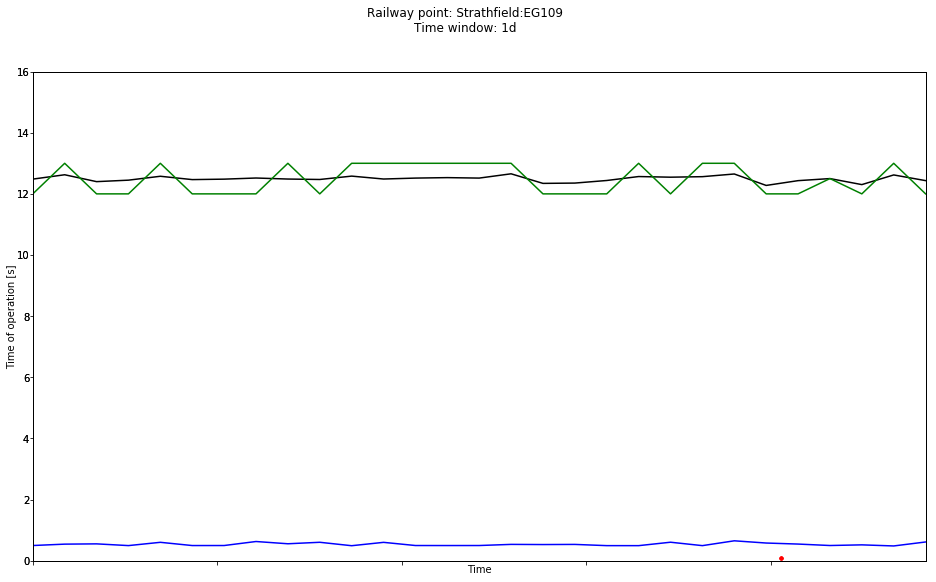 Railway point: Strathfield:EG109
Time window: 1d
16
14
12
10
8
6
4
2
0
Time of operation [s]
Time